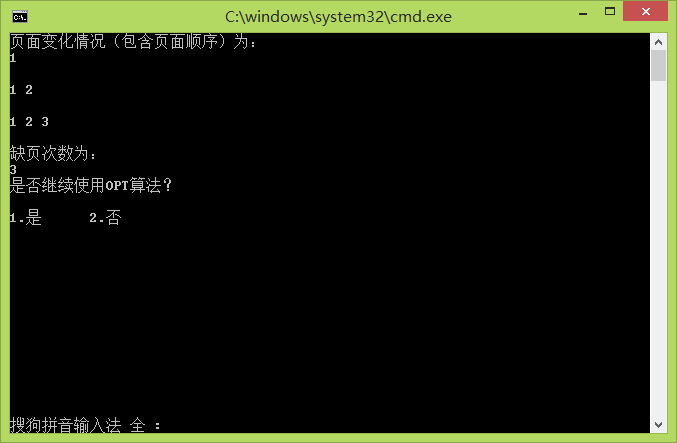 C:\windows\system32\cmd.exe
页面变化情况（包含页面顺序）为：
1
1 2
1 2 3
缺页次数为：
3
是否继续使用OPT算法？
1.是 2.否
搜狗拼音输入法 全 ：